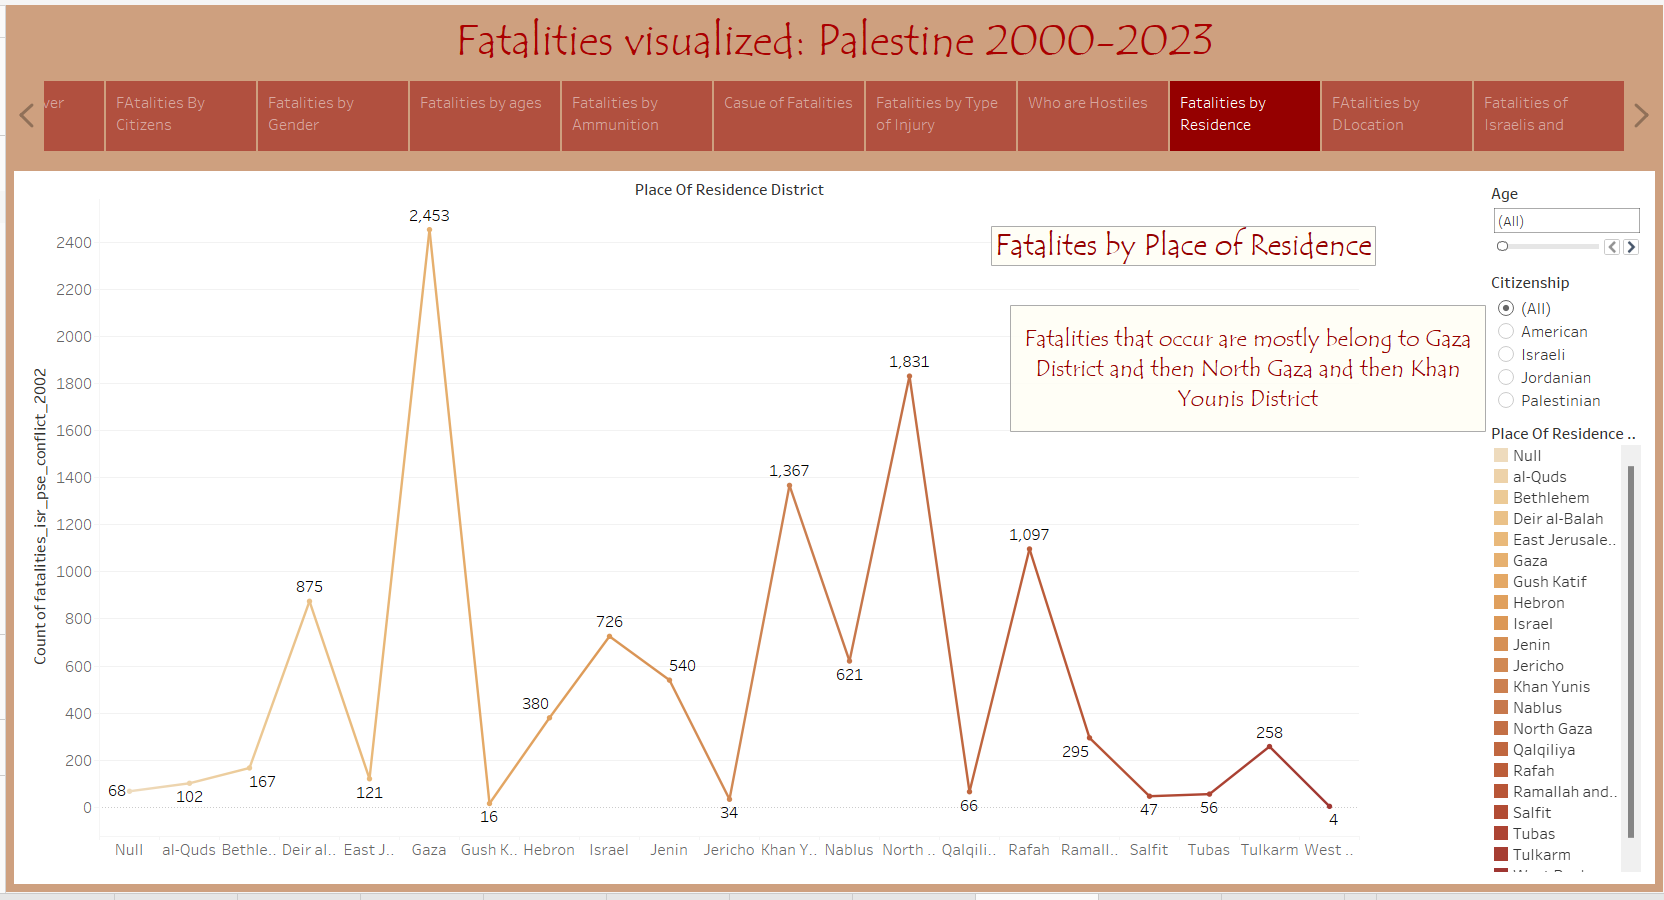 Fatalities visualized: Palestine 2000-2023
ver
FAtalities By
Citizens
Fatalities by
Gender
Fatalities by ages
Fatalities by
Ammunition
Casue of Fatalities
Fatalities by Type
of Injury
Who are Hostiles
Fatalities by
Residence
FAtalities by
DLocation
Fatalities of
Israelis and
Place Of Residence District
Count of fatalities_isr_pse_conflict_2002
2400
2200
2000
1800
1600
1400
1200
1000
800
600
400
200
0
68
102
167
875
121
2,453
16
380
726
540
34
1,367
621
1,831
66
1,097
295
47
56
258
4
Null
al-Quds
Bethle..
Deir al..
East J..
Gaza
Gush K..
Hebron
Israel
Jenin
Jericho
Khan Y..
Nablus
North ..
Qalqili..
Rafah
Ramall..
Salfit
Tubas
Tulkarm
West ..
Fatalites by Place of Residence
Fatalities that occur are mostly belong to Gaza
District and then North Gaza and then Khan
Younis District
Age
(All)
Citizenship
(All)
American
Israeli
Jordanian
Palestinian
Place Of Residence ..
Null
al-Quds
Bethlehem
Deir al-Balah
East Jerusale..
Gaza
Gush Katif
Hebron
Israel
Jenin
Jericho
Khan Yunis
Nablus
North Gaza
Qalqiliya
Rafah
Ramallah and..
Salfit
Tubas
Tulkarm